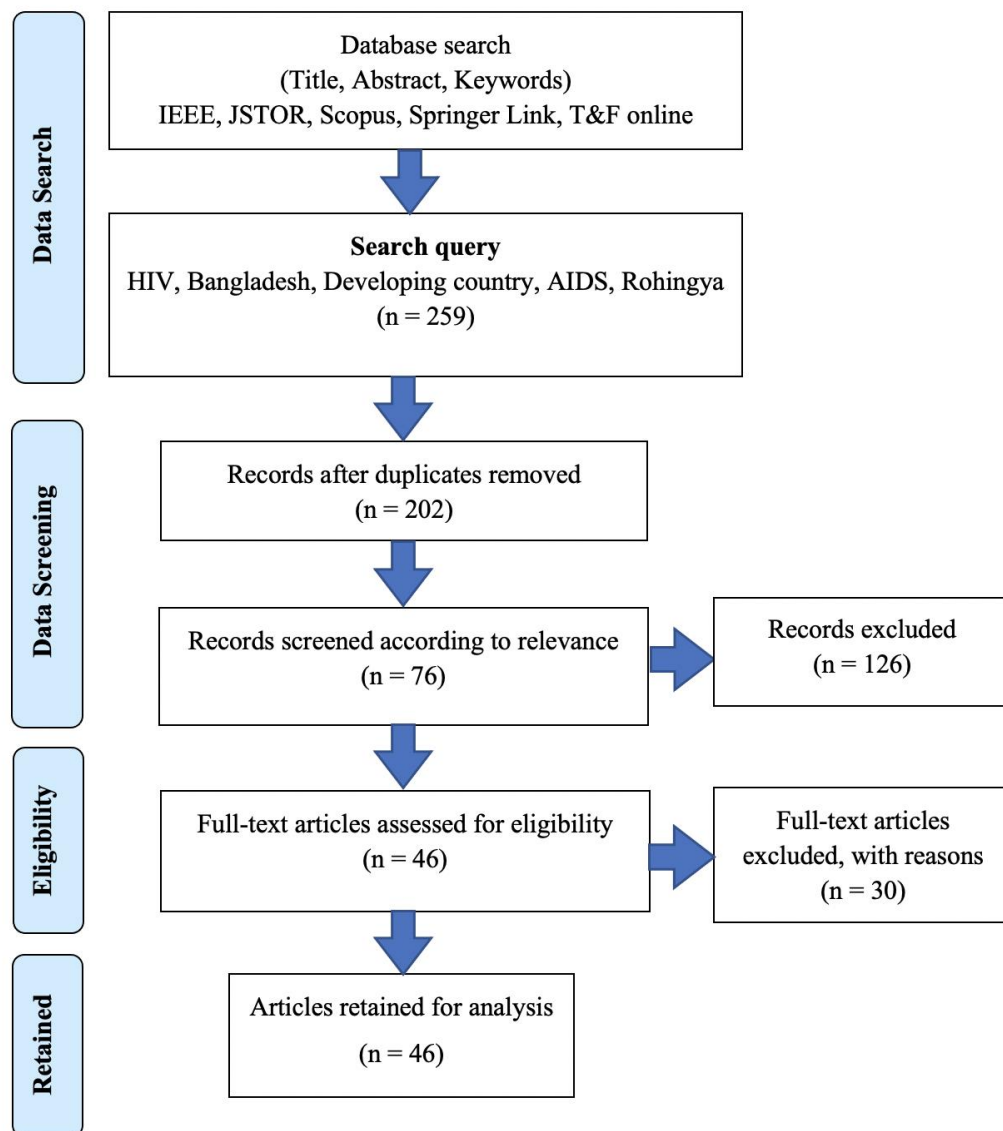 Data Search
Database search
(Title, Abstract, Keywords)
IEEE, JSTOR, Scopus, Springer Link, T&F online
Search query
HIV, Bangladesh, Developing country, AIDS, Rohingya
(n = 259)
Data Screening
Records after duplicates removed
(n = 202)
Records screened according to relevance
(n = 76)
Records excluded
(n = 126)
Eligibility
Full-text articles assessed for eligibility
(n = 46)
Full-text articles
excluded, with reasons
(n = 30)
Retained
Articles retained for analysis
(n = 46)